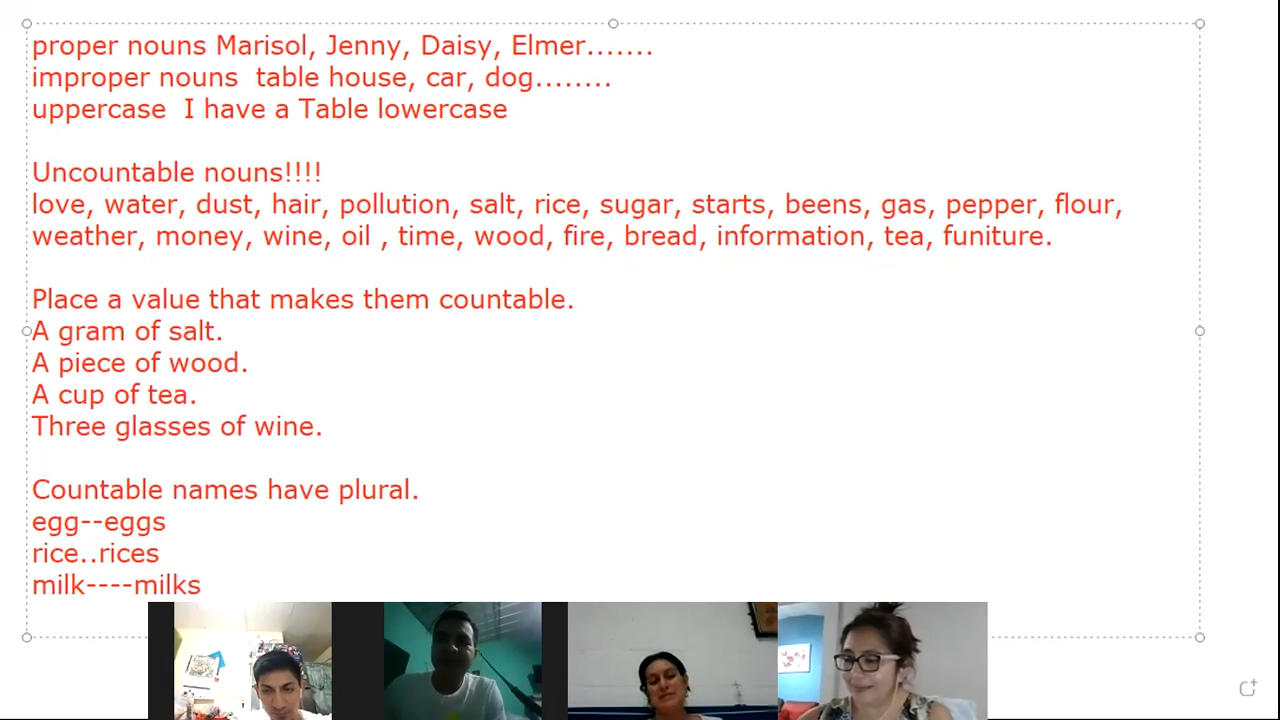 proper nouns Marisol, Jenny, Daisy, Elmer.......
improper nouns  table house, car, dog........
uppercase  I have a Table lowercase
Uncountable nouns!!!!
love, water, dust, hair, pollution, salt, rice, sugar, starts, beens, gas, pepper, flour,
weather, money, wine, oil , time, wood, fire, bread, information, tea, funiture.
Place a value that makes them countable.
A gram of salt.
A piece of wood.
A cup of tea.
Three glasses of wine.
Countable names have plural.
egg--eggs
rice..rices
milk----milks